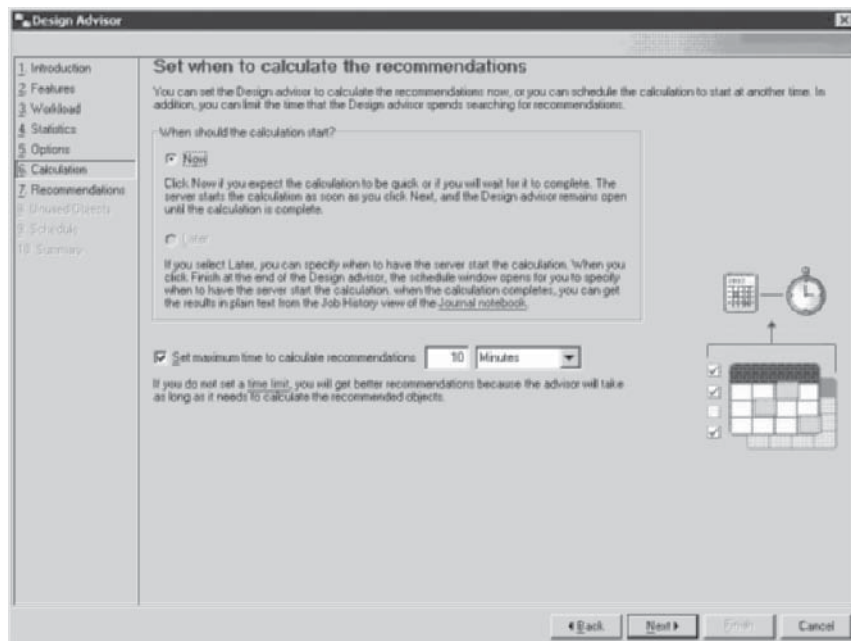 Design Advisor
1. Introduction
2. Features
3. Workload
4. Statistics
5. Options
6. Calculation
7. Recommendations
8. Unused Objects
9. Schedule
10. Summary
Set when to calculate the recommendations
You can set the Design advisor to calculate the recommendations now, or you can schedule the calculation to start at another time. In
addition, you can limit the time that the Design advisor spends searching for recommendations.
When should the calculation start?
Now
Click Now if you expect the calculation to be quick or if you will wait for it to complete. The
server starts the calculation as soon as you click Next, and the Design advisor remains open
until the calculation is complete.
Later
If you select Later, you can specify when to have the server start the calculation. When you
click Finish at the end of the Design advisor, the schedule window opens for you to specify
when to have the server start the calculation. when the calculation completes, you can get
the results in plain text from the Job History view of the Journal notebook.
Set maximum time to calculate recommendations 10 Minutes
If you do not set a time limit, you will get better recommendations because the advisor will take
as long as it needs to calculate the recommended objects.
Back Next Finish Cancel